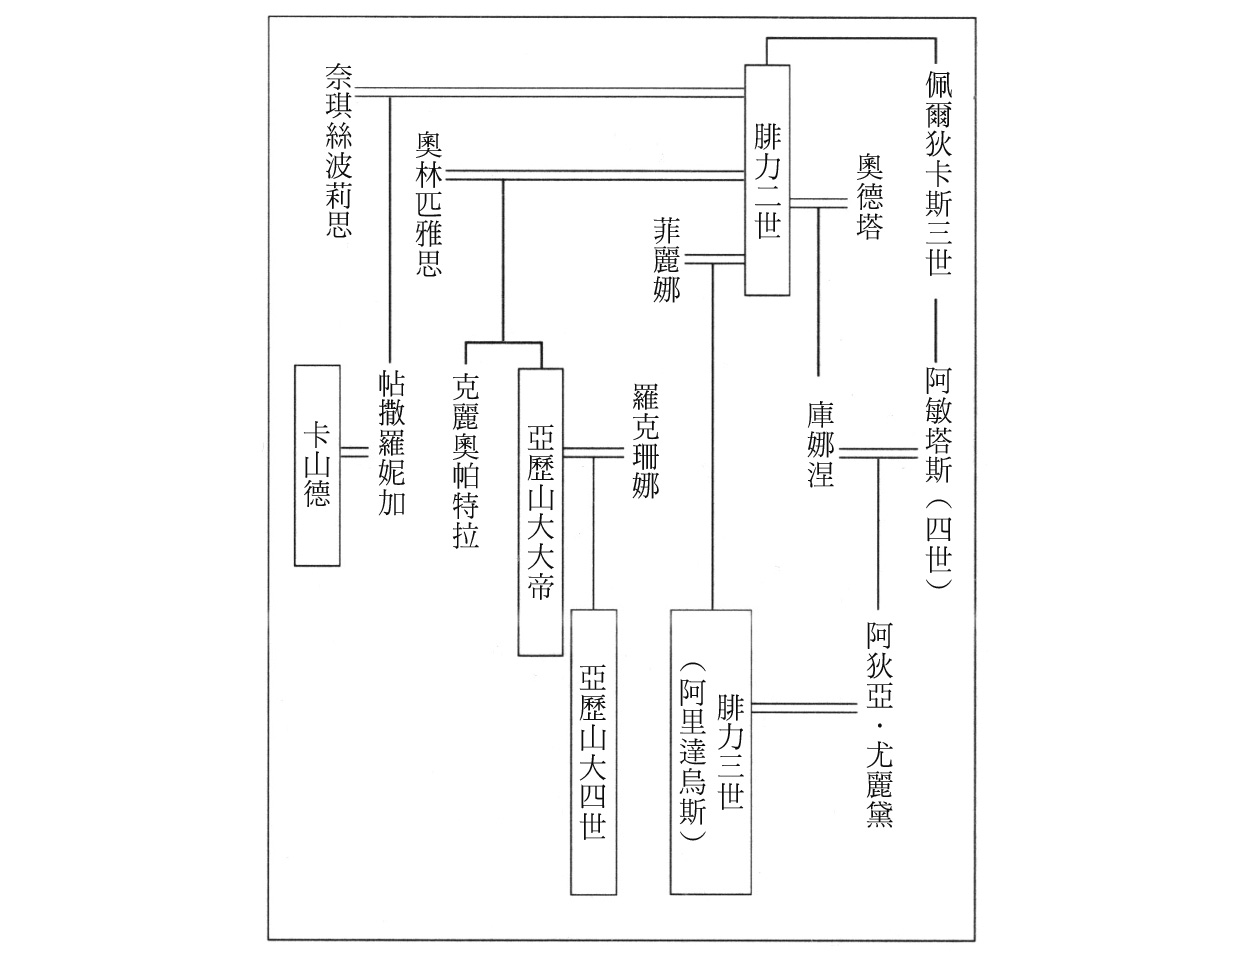 佩爾狄卡斯三世
腓力二世
奧德塔
菲麗娜
奧林匹雅思
奈琪絲波莉思
阿敏塔斯（四世）
庫娜涅
羅克珊娜
亞歷山大大帝
克麗奧帕特拉
帖撒羅妮加
卡山德
阿狄亞．尤麗黛
腓力三世
（阿里達烏斯）
亞歷山大四世